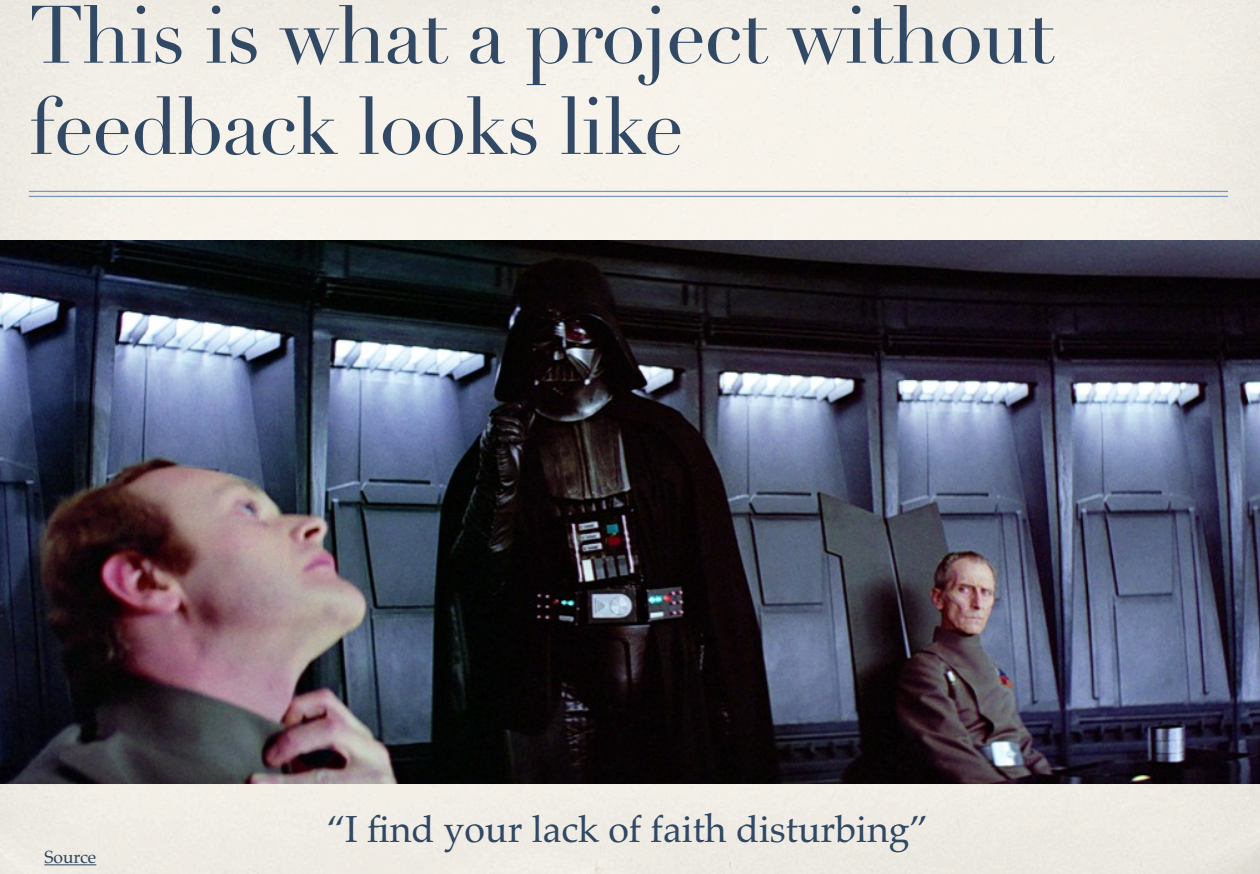 This is what a project without
feedback looks like
“I find your lack of faith disturbing”
Source